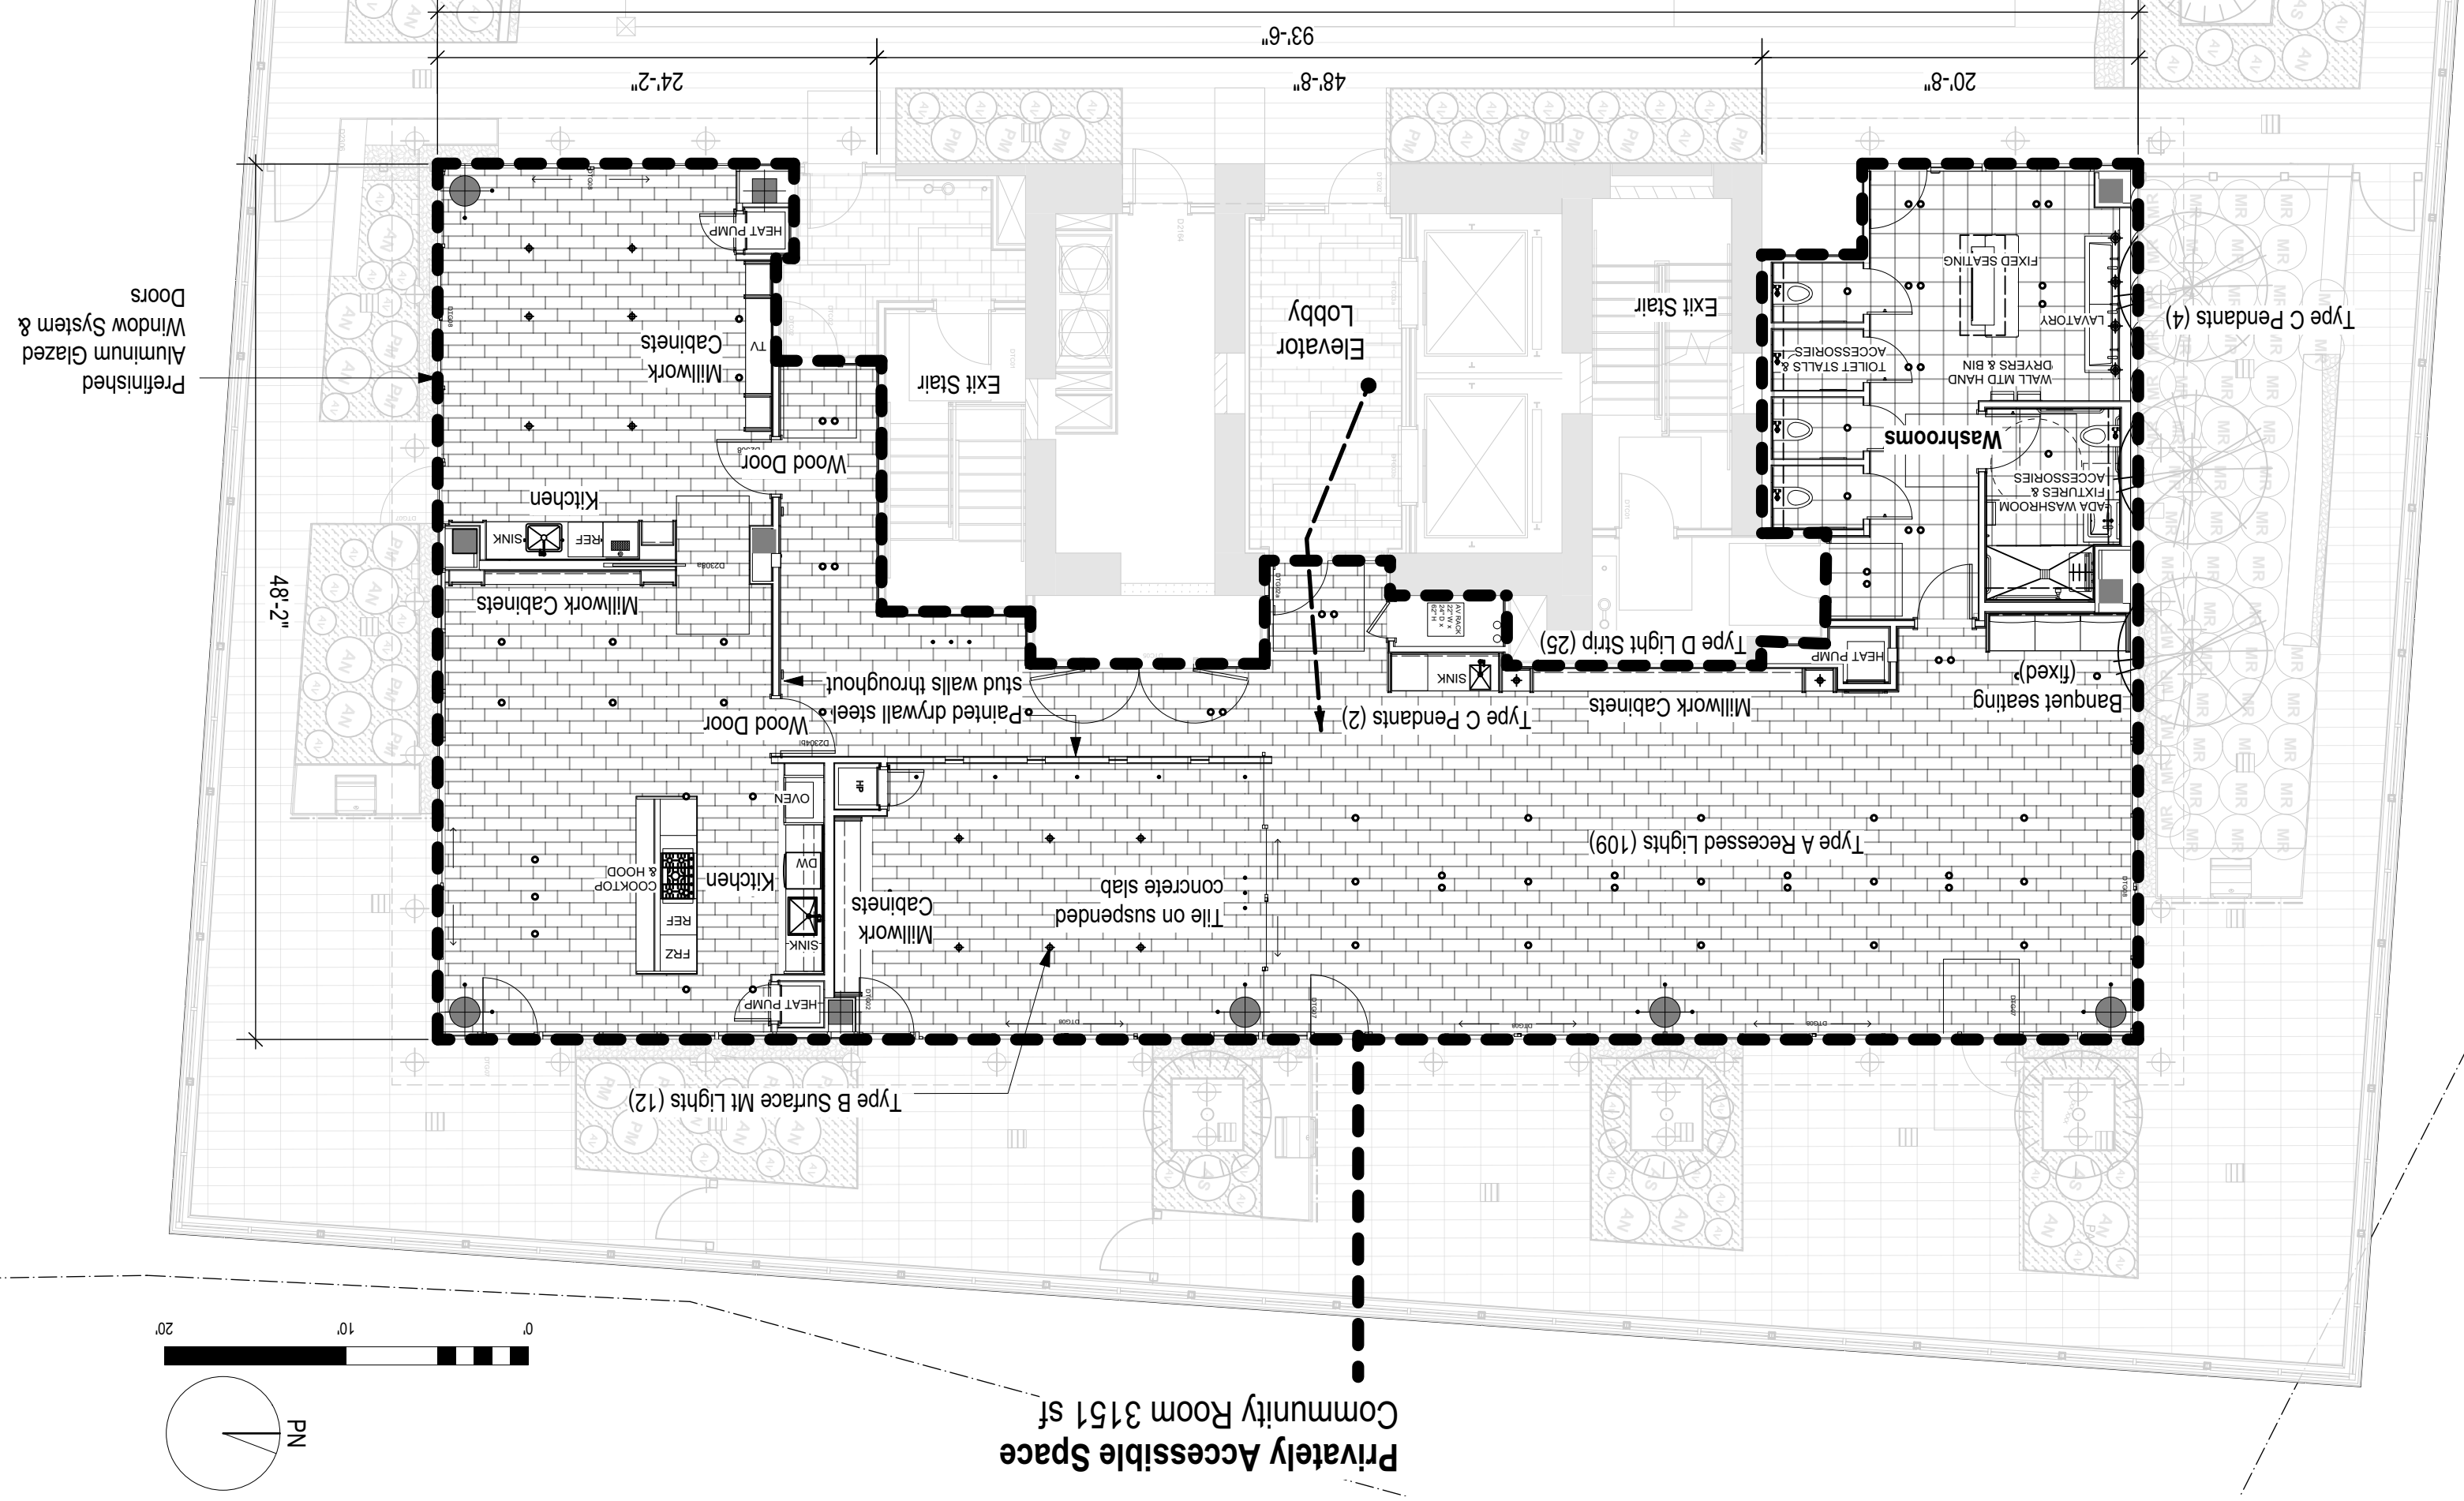 Privately Accessible Space
Community Room 3151 sf
PN
0'
10'
20'
Type B Surface Mt Lights (12)
48'-2"
HEAT PUMP
FRZ
REF
COOKTOP
& HOOD
Kitchen
SINK
DW
OVEN
HP
Millwork
Cabinets
Tile on suspended
concrete slab
Type A Recessed Lights (109)
Wood Door
Painted drywall steel
stud walls throughout
Type C Pendants (2)
Millwork Cabinets
Banquet seating
(fixed)
HEAT PUMP
SINK
Type D Light Strip (25)
AV RACK
22" W x
24" D x
62" H
Millwork Cabinets
SINK
REF
Kitchen
Wood Door
ADA WASHROOM
FIXTURES &
ACCESSORIES
Washrooms
WALL MTD HAND
DRYERS & BIN
TOILET STALLS &
ACCESSORIES
LAVATORY
FIXED SEATING
Type C Pendants (4)
Exit Stair
Elevator
Lobby
Exit Stair
Millwork
Cabinets
TV
HEAT PUMP
Prefinished
Aluminum Glazed
Window System &
Doors
20'-8"
48'-8"
24'-2"
93'-6"